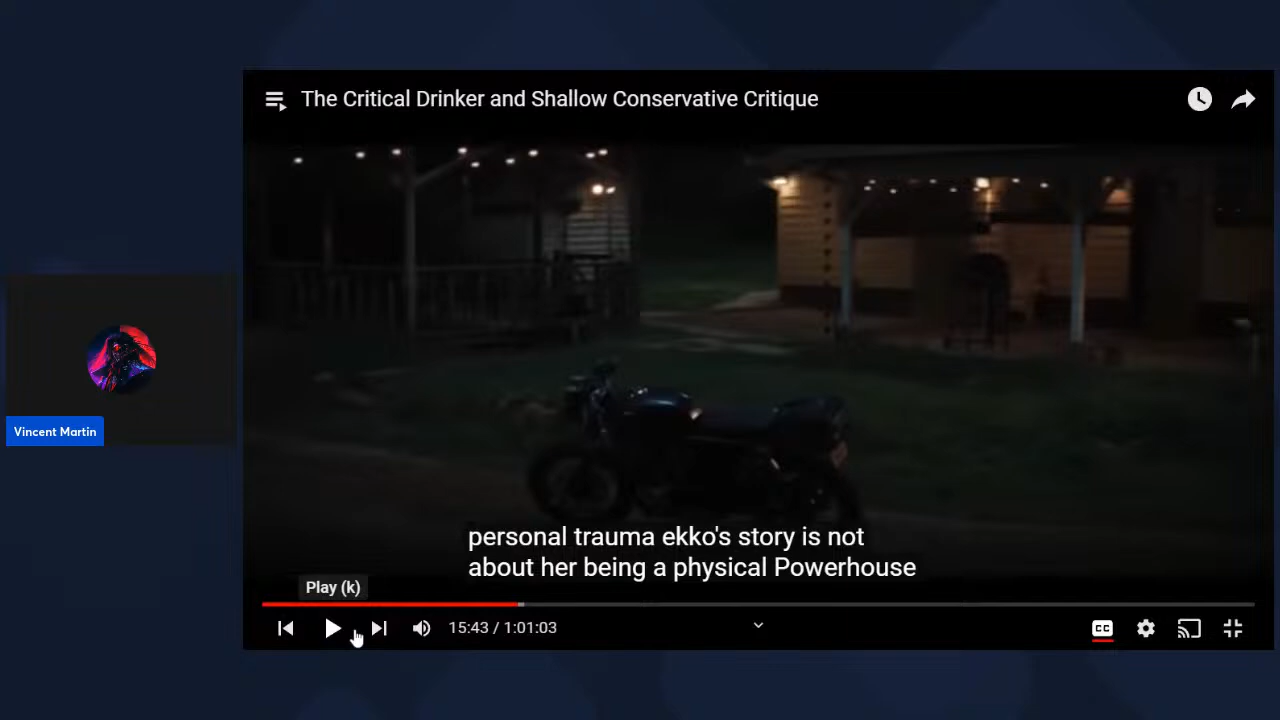 The Critical Drinker and Shallow Conservative Critique
Vincent Martin
personal trauma ekko's story is not
about her being a physical Powerhouse
Play (k)
15:43 / 1:01:03
CC